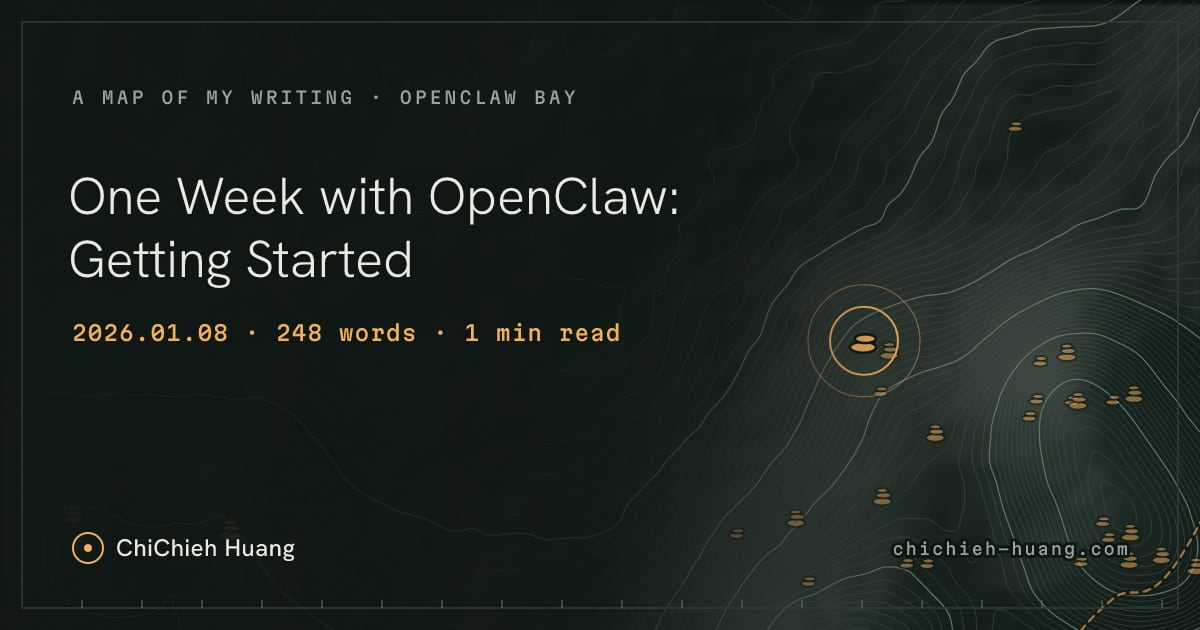 A MAP OF MY WRITING · OPENCLAW BAY
One Week with OpenClaw:
Getting Started
2026.01.08 · 248 words · 1 min read
ChiChieh Huang
chichieh-huang.com